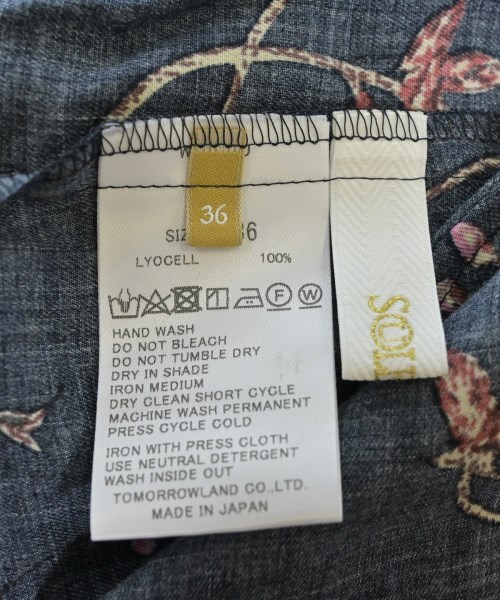 36
LYOCELL 100%
HAND WASH
DO NOT BLEACH
DO NOT TUMBLE DRY
DRY IN SHADE
IRON MEDIUM
DRY CLEAN SHORT CYCLE
MACHINE WASH PERMANENT
PRESS CYCLE COLD
IRON WITH PRESS CLOTH
USE NEUTRAL DETERGENT
WASH INSIDE OUT
TOMORROWLAND CO.,LTD.
MADE IN JAPAN